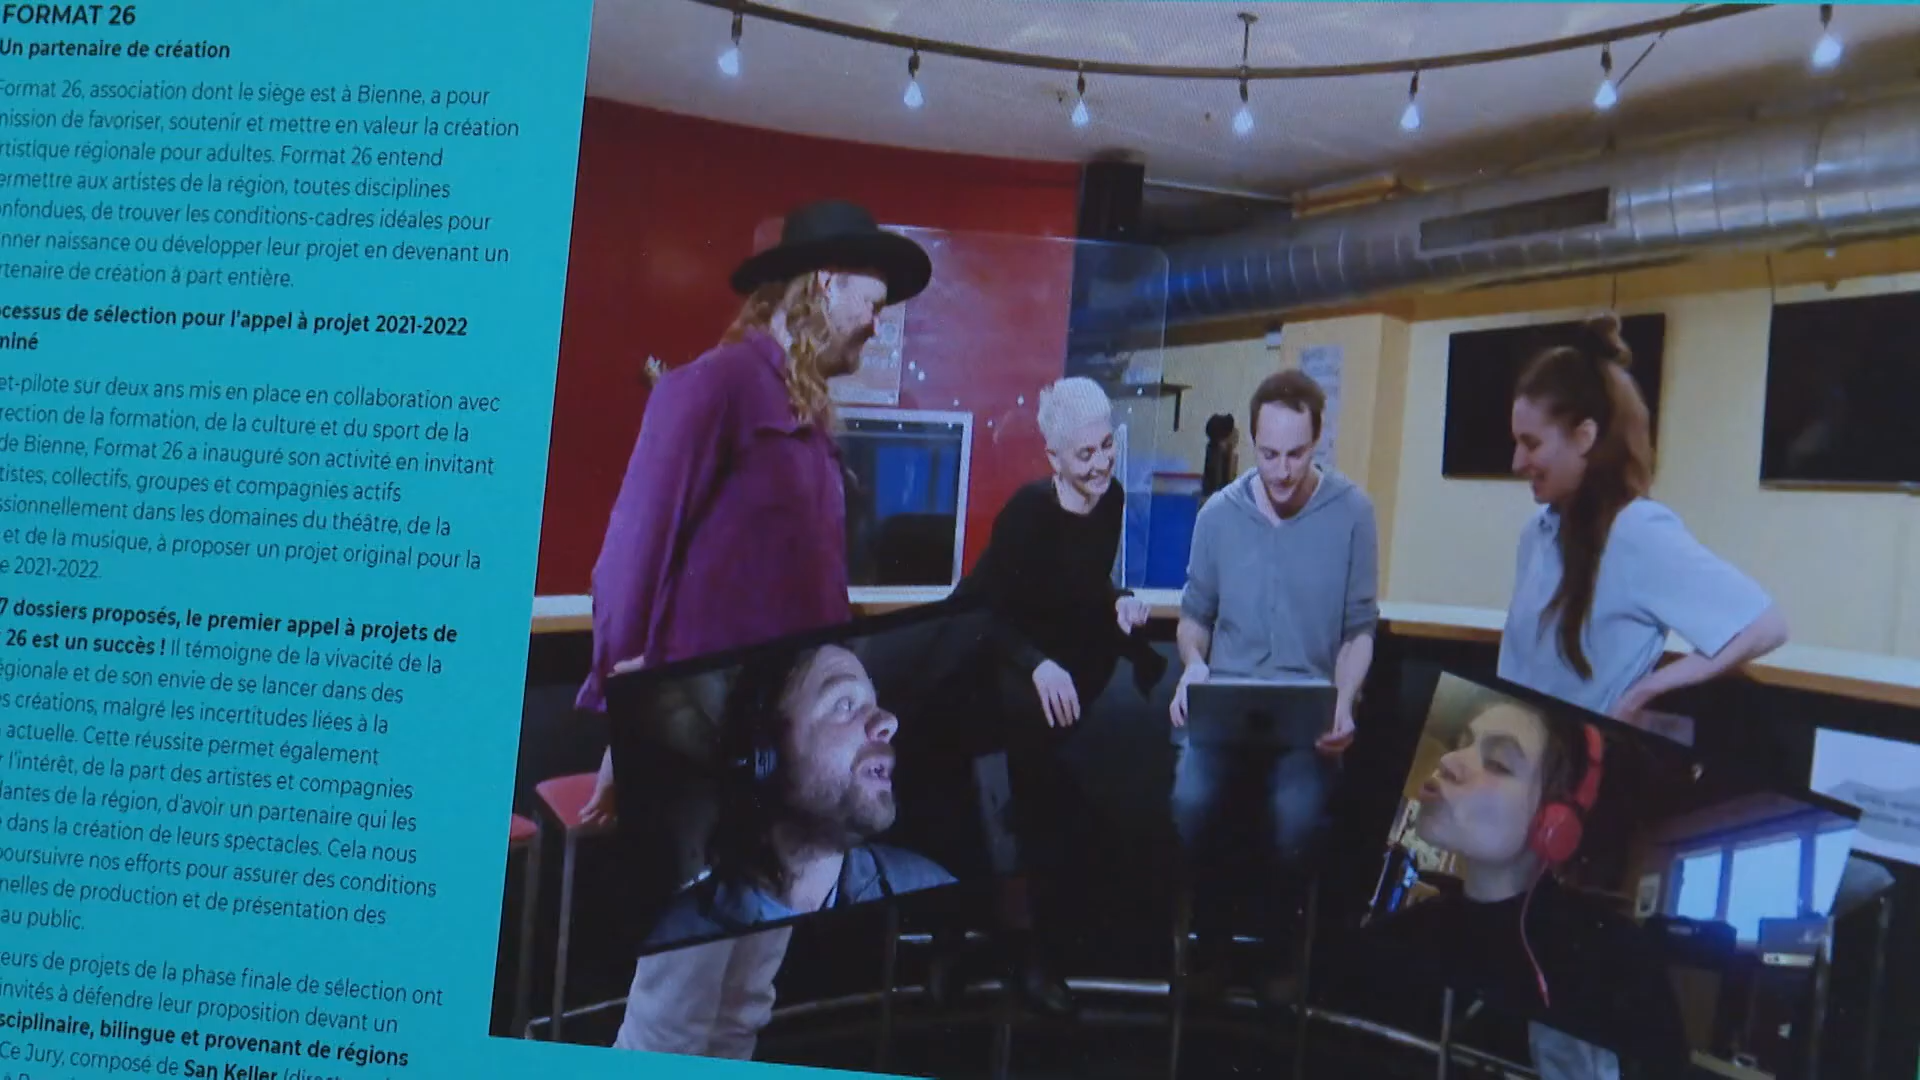 FORMAT 26
Un partenaire de création
Format 26, association dont le siège est à Bienne, a pour
mission de favoriser, soutenir et mettre en valeur la création
rtistique régionale pour adultes. Format 26 entend
ermettre aux artistes de la région, toutes disciplines
nfondues, de trouver les conditions-cadres idéales pour
nner naissance ou développer leur projet en devenant un
rtenaire de création à part entière.
cessus de sélection pour l'appel à projet 2021-2022
miné
et-pilote sur deux ans mis en place en collaboration avec
rection de la formation, de la culture et du sport de la
de Bienne, Format 26 a inauguré son activité en invitant
tistes, collectifs, groupes et compagnies actifs
ssionnellement dans les domaines du théâtre, de la
et de la musique, à proposer un projet original pour la
e 2021-2022.
7 dossiers proposés, le premier appel à projets de
26 est un succès ! Il témoigne de la vivacité de la
égionale et de son envie de se lancer dans des
s créations, malgré les incertitudes liées à la
actuelle. Cette réussite permet également
l'intérêt, de la part des artistes et compagnies
dantes de la région, d'avoir un partenaire qui les
dans la création de leurs spectacles. Cela nous
poursuivre nos efforts pour assurer des conditions
nelles de production et de présentation des
au public.
eurs de projets de la phase finale de sélection ont
invités à défendre leur proposition devant un
sciplinaire, bilingue et provenant de régions
Ce Jury, composé de San Keller